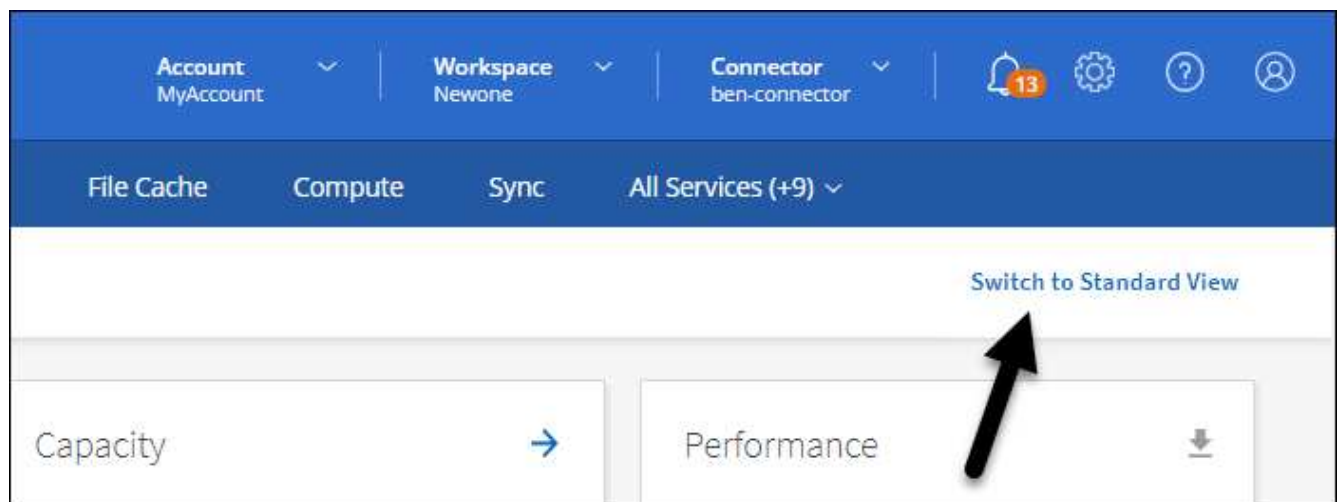 Account Workspace Connector
MyAccount Newone ben-connector
13
File Cache Compute Sync All Services (+9)
Switch to Standard View
Capacity Performance